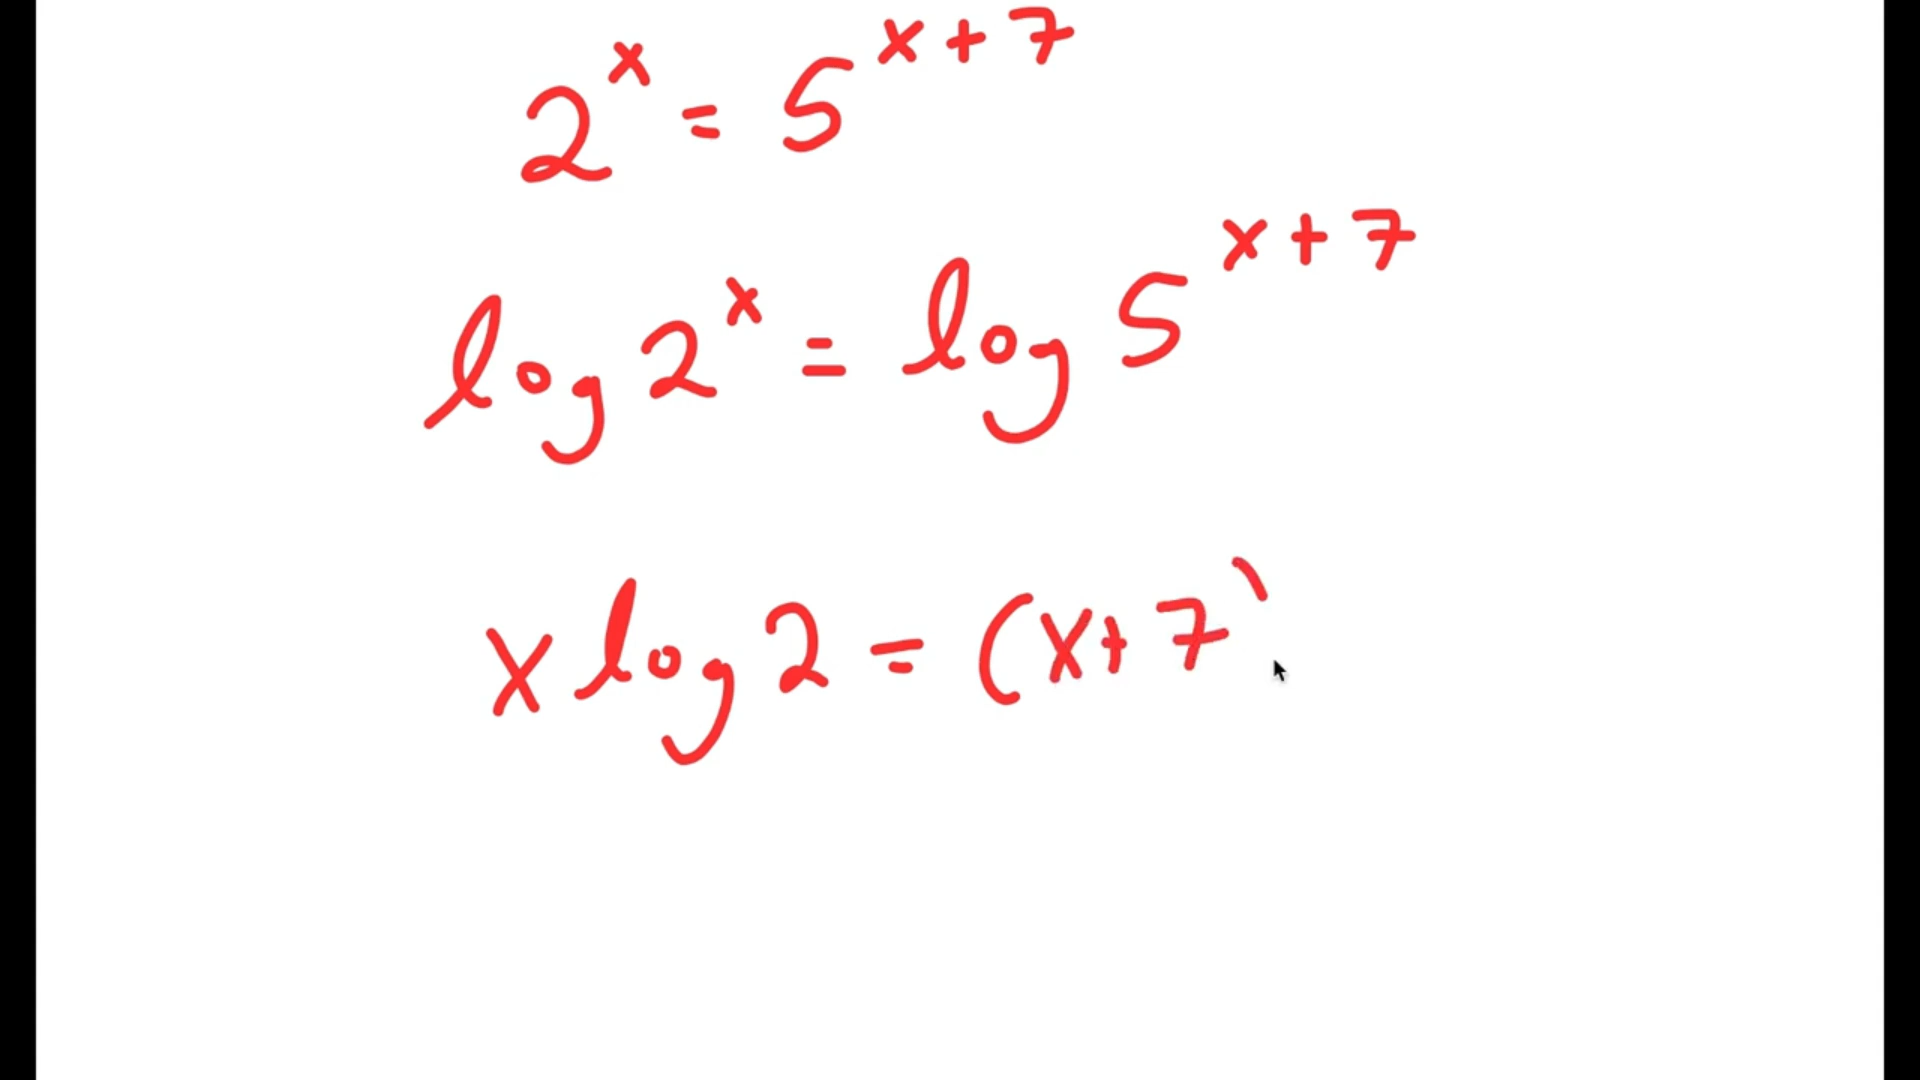 2^x = 5^{x+7}
log 2^x = log 5^{x+7}
x log 2 = (x+7)